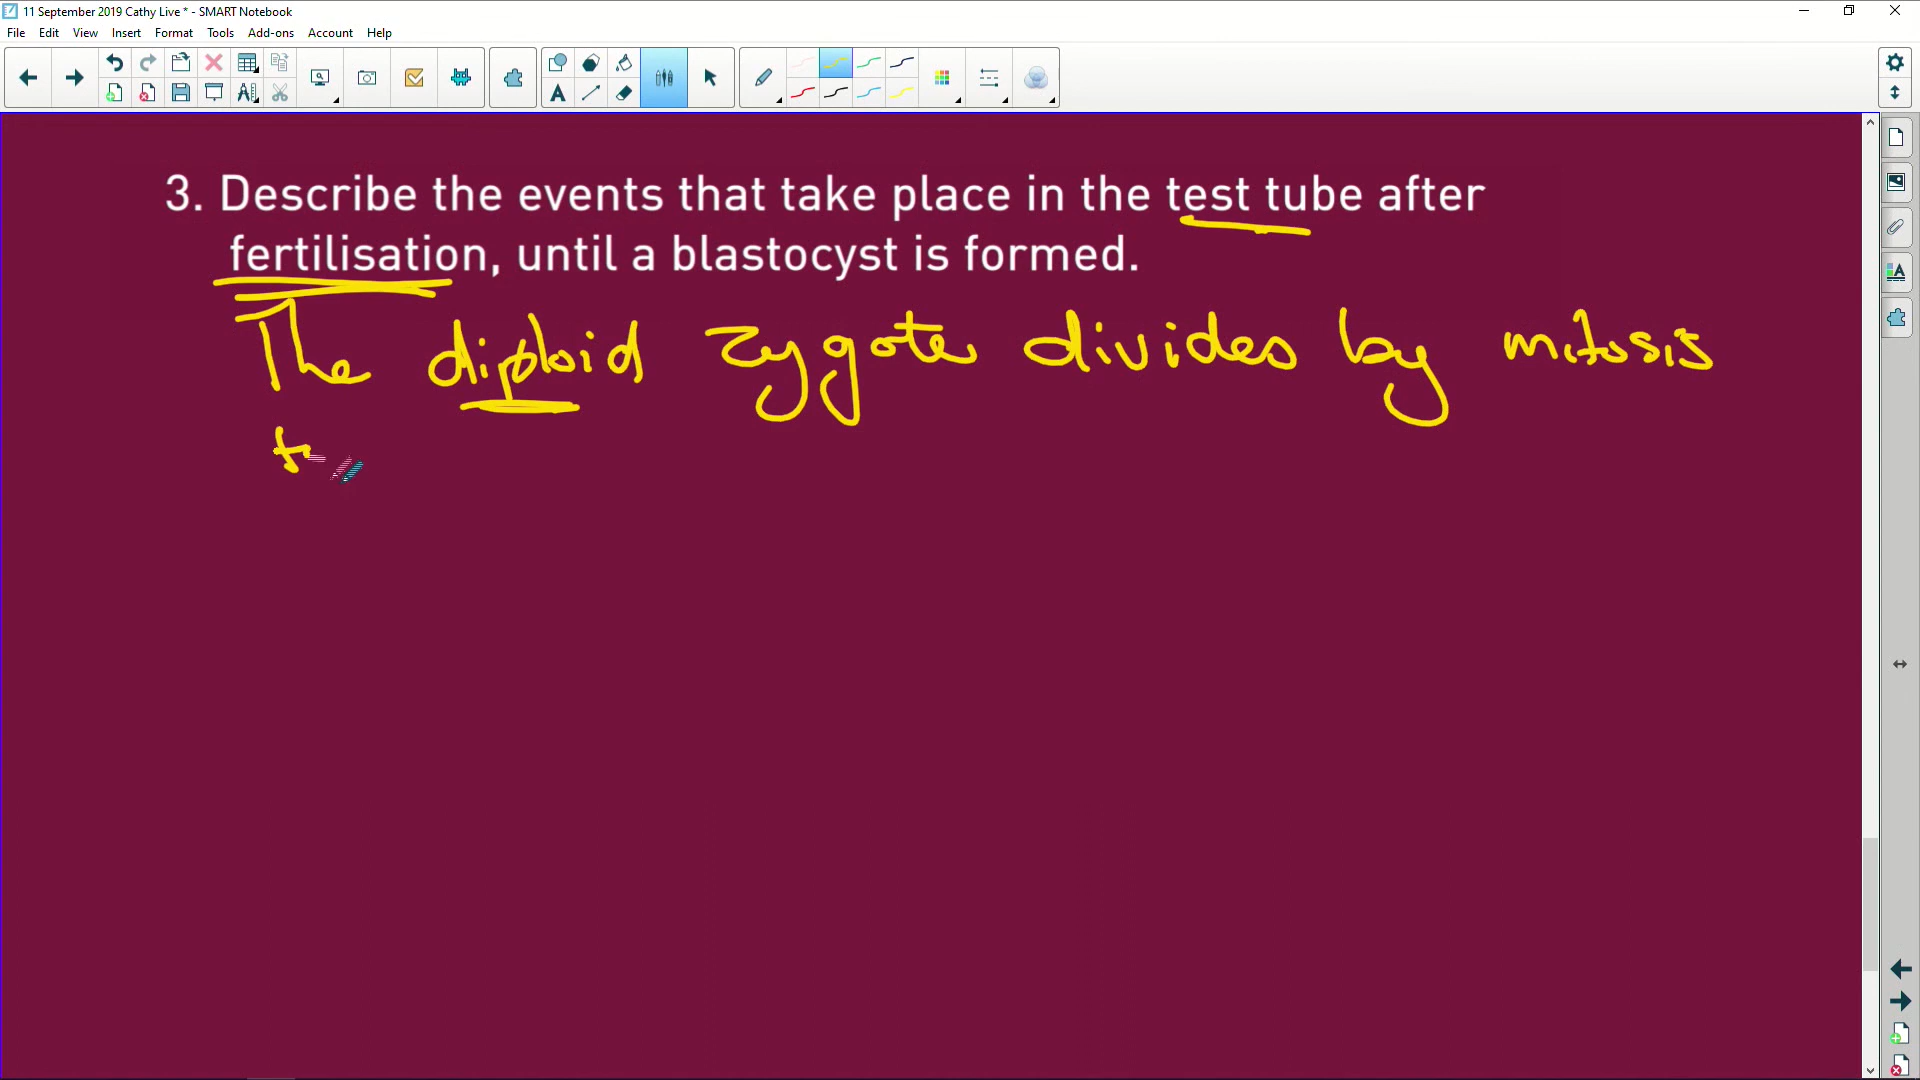 11 September 2019 Cathy Live * - SMART Notebook
File Edit View Insert Format Tools Add-ons Account Help
3. Describe the events that take place in the test tube after
fertilisation, until a blastocyst is formed.
The diploid zygote divides by mitosis